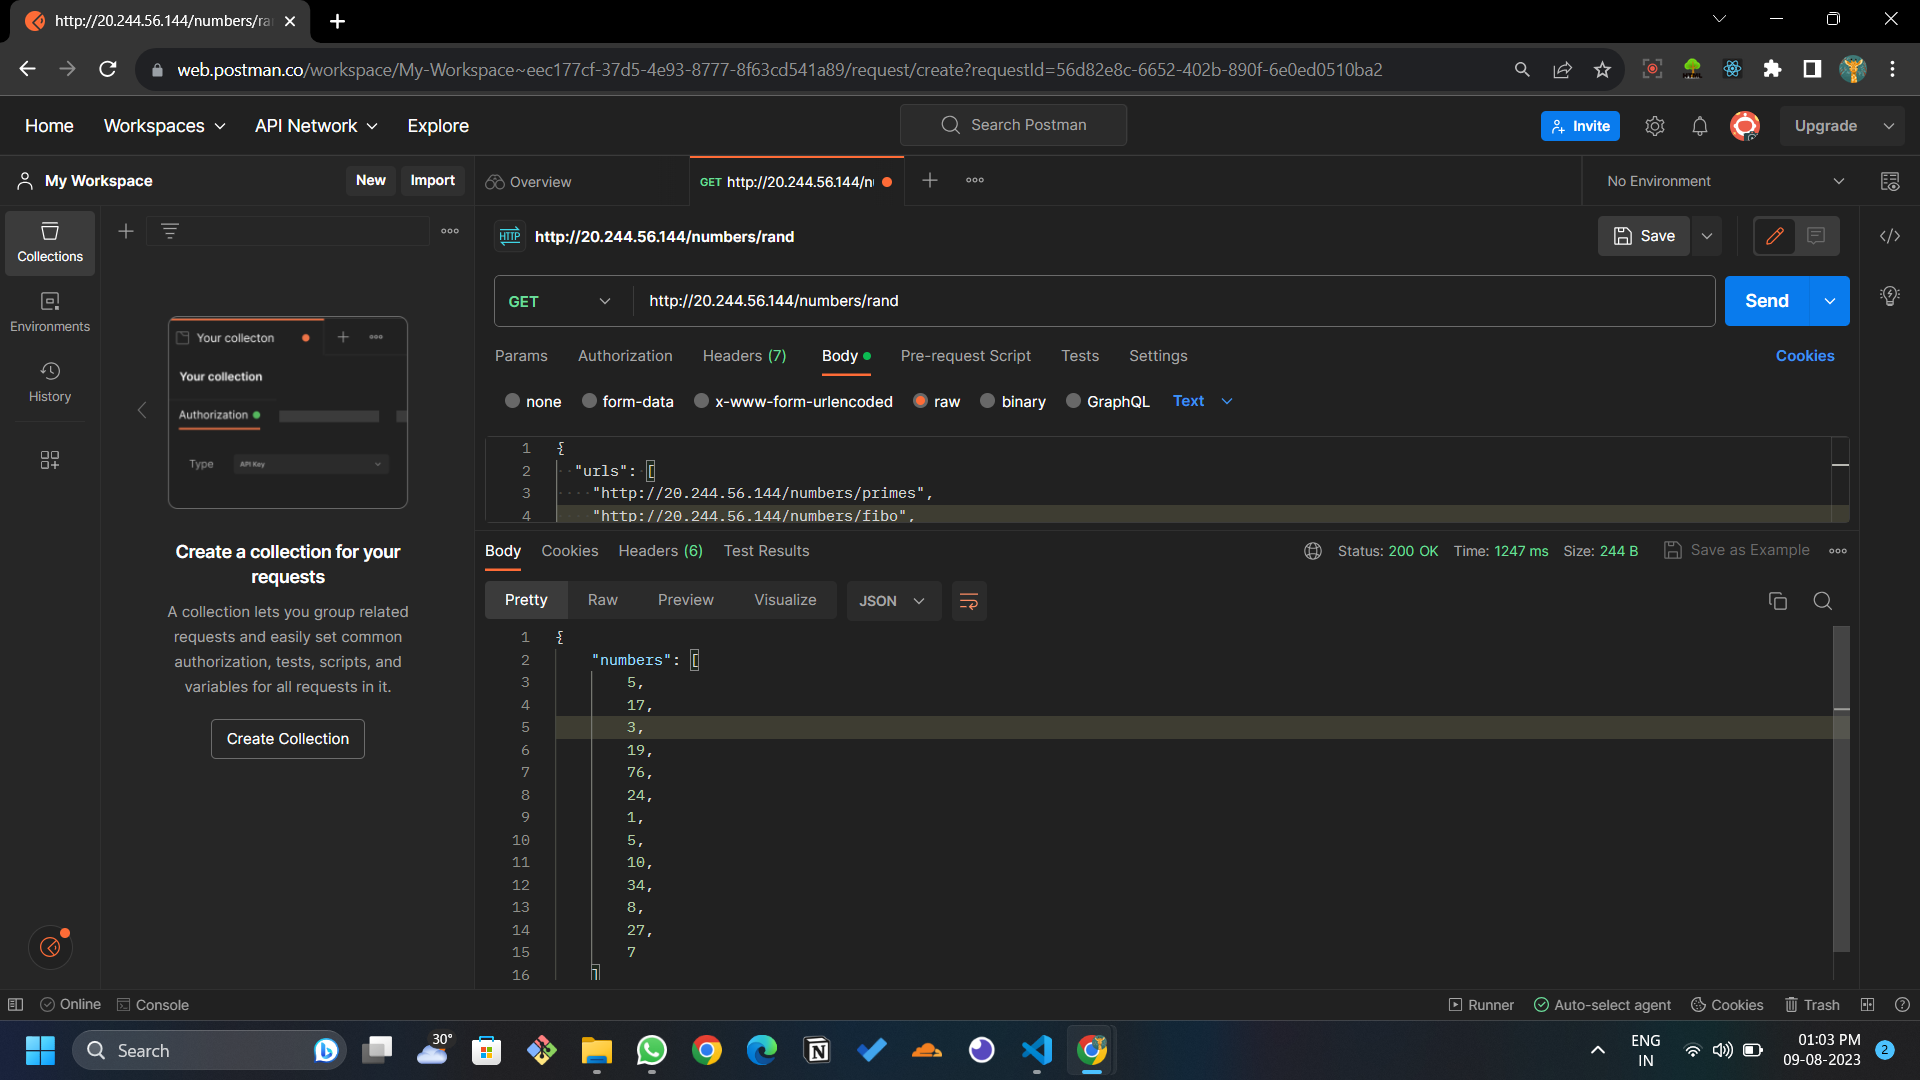 http://20.244.56.144/numbers/ra
web.postman.co/workspace/My-Workspace~eec177cf-37d5-4e93-8777-8f63cd541a89/request/create?requestId=56d82e8c-6652-402b-890f-6e0ed0510ba2
Home Workspaces API Network Explore Search Postman Invite Upgrade
My Workspace New Import Overview GET http://20.244.56.144/n No Environment
Collections
Environments
History
Your collecton
Your collection
Authorization
Type API Key
Create a collection for your
requests
A collection lets you group related
requests and easily set common
authorization, tests, scripts, and
variables for all requests in it.
Create Collection
HTTP http://20.244.56.144/numbers/rand Save
GET http://20.244.56.144/numbers/rand Send
Params Authorization Headers (7) Body Pre-request Script Tests Settings Cookies
none form-data x-www-form-urlencoded raw binary GraphQL Text
1 {
2 "urls": [
3 "http://20.244.56.144/numbers/primes",
4 "http://20.244.56.144/numbers/fibo",
Body Cookies Headers (6) Test Results Status: 200 OK Time: 1247 ms Size: 244 B Save as Example
Pretty Raw Preview Visualize JSON
1 {
2 "numbers": [
3 5,
4 17,
5 3,
6 19,
7 76,
8 24,
9 1,
10 5,
11 10,
12 34,
13 8,
14 27,
15 7
16 ]
Online Console Runner Auto-select agent Cookies Trash
Search 30° ENG 01:03 PM
IN 09-08-2023 2